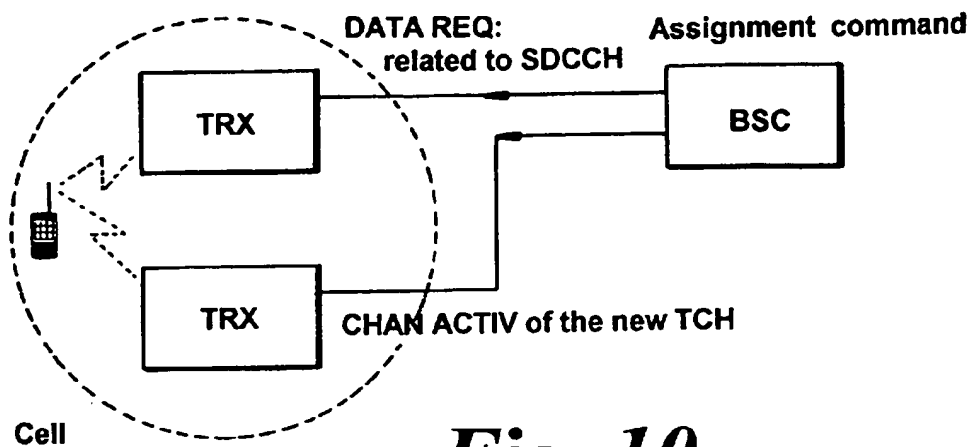 DATA REQ:
related to SDCCH
Assignment command
TRX
BSC
TRX
CHAN ACTIV of the new TCH
Cell
Fig. 10